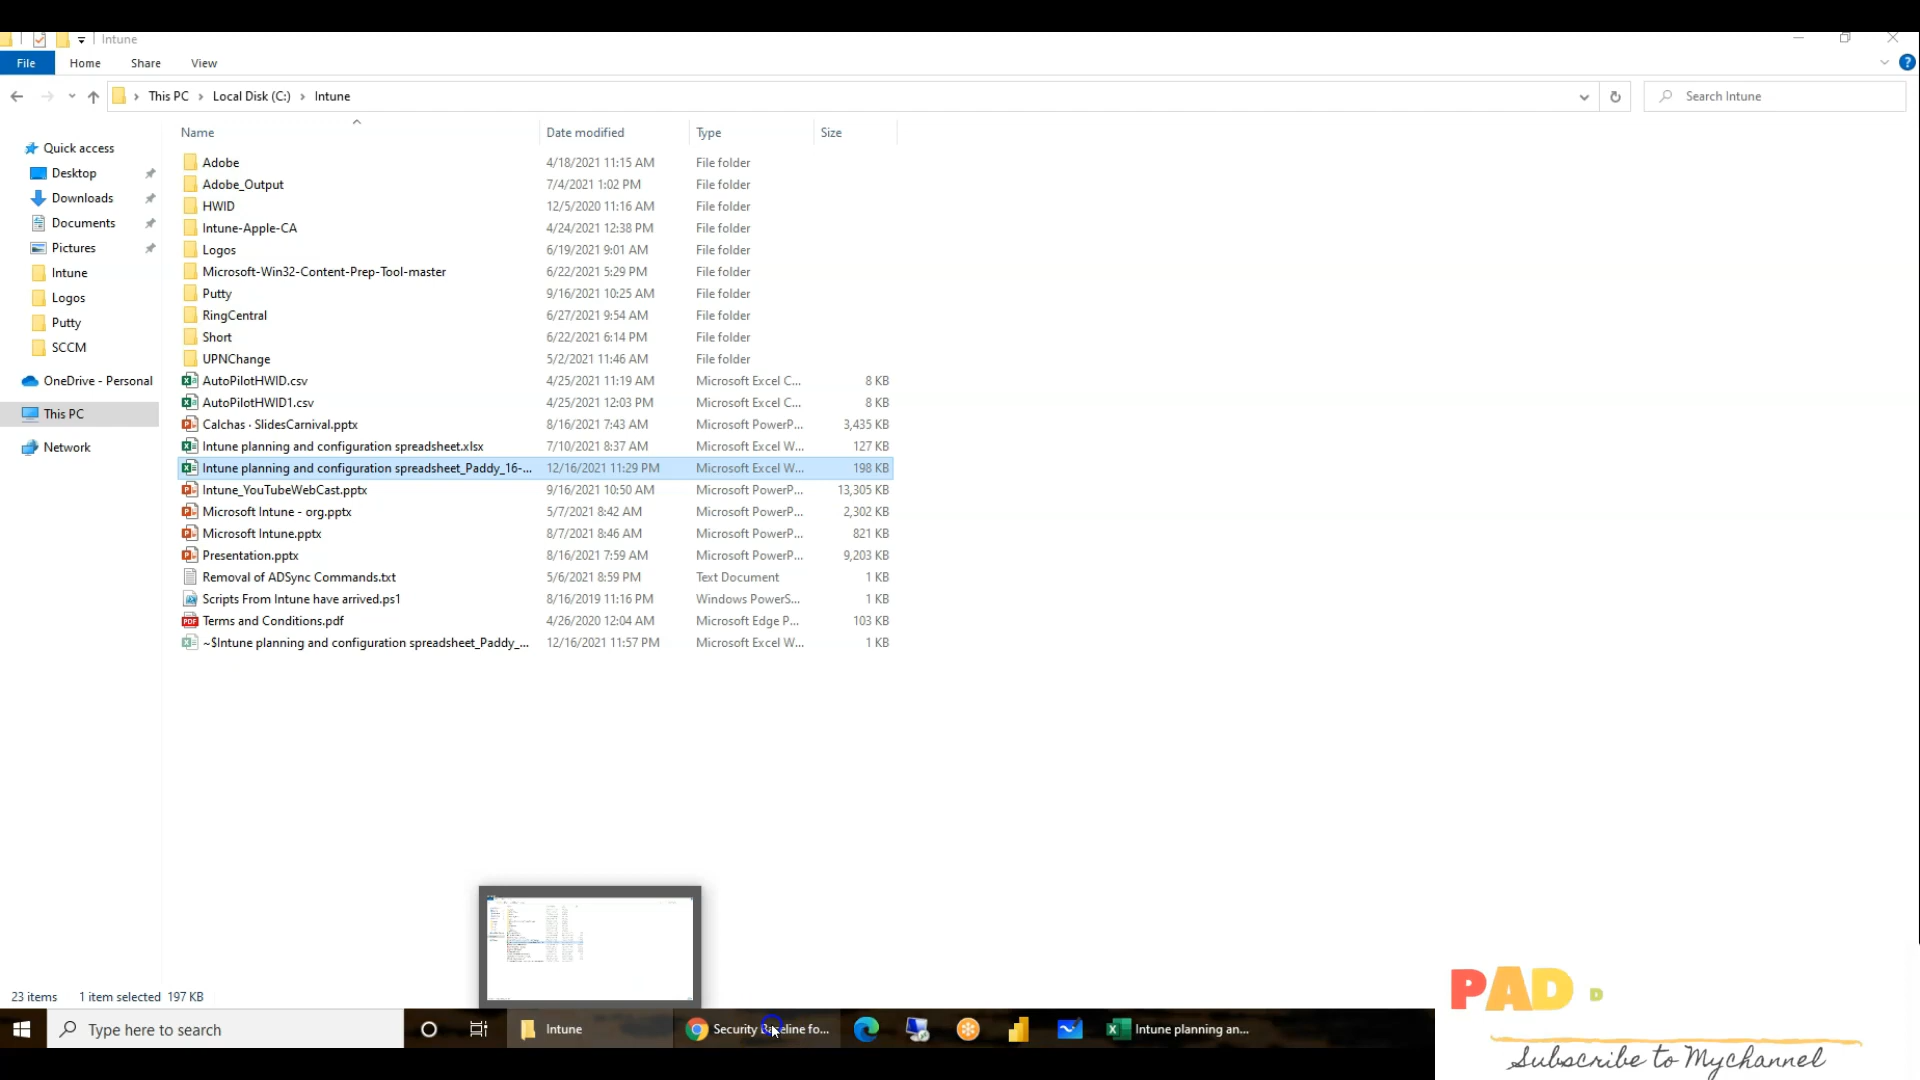 Intune
File Home Share View
This PC Local Disk (C:) Intune Search Intune
Name Date modified Type Size
Quick access
Desktop
Downloads
Documents
Pictures
Intune
Logos
Putty
SCCM
OneDrive - Personal
This PC
Network
Adobe 4/18/2021 11:15 AM File folder
Adobe_Output 7/4/2021 1:02 PM File folder
HWID 12/5/2020 11:16 AM File folder
Intune-Apple-CA 4/24/2021 12:38 PM File folder
Logos 6/19/2021 9:01 AM File folder
Microsoft-Win32-Content-Prep-Tool-master 6/22/2021 5:29 PM File folder
Putty 9/16/2021 10:25 AM File folder
RingCentral 6/27/2021 9:54 AM File folder
Short 6/22/2021 6:14 PM File folder
UPNChange 5/2/2021 11:46 AM File folder
AutoPilotHWID.csv 4/25/2021 11:19 AM Microsoft Excel C... 8 KB
AutoPilotHWID1.csv 4/25/2021 12:03 PM Microsoft Excel C... 8 KB
Calchas · SlidesCarnival.pptx 8/16/2021 7:43 AM Microsoft PowerP... 3,435 KB
Intune planning and configuration spreadsheet.xlsx 7/10/2021 8:37 AM Microsoft Excel W... 127 KB
Intune planning and configuration spreadsheet_Paddy_16-... 12/16/2021 11:29 PM Microsoft Excel W... 198 KB
Intune_YouTubeWebCast.pptx 9/16/2021 10:50 AM Microsoft PowerP... 13,305 KB
Microsoft Intune - org.pptx 5/7/2021 8:42 AM Microsoft PowerP... 2,302 KB
Microsoft Intune.pptx 8/7/2021 8:46 AM Microsoft PowerP... 821 KB
Presentation.pptx 8/16/2021 7:59 AM Microsoft PowerP... 9,203 KB
Removal of ADSync Commands.txt 5/6/2021 8:59 PM Text Document 1 KB
Scripts From Intune have arrived.ps1 8/16/2019 11:16 PM Windows PowerS... 1 KB
Terms and Conditions.pdf 4/26/2020 12:04 AM Microsoft Edge P... 103 KB
~$Intune planning and configuration spreadsheet_Paddy_... 12/16/2021 11:57 PM Microsoft Excel W... 1 KB
23 items 1 item selected 197 KB
Type here to search Intune Security Baseline fo... Intune planning an...
PAD D
Subscribe to Mychannel